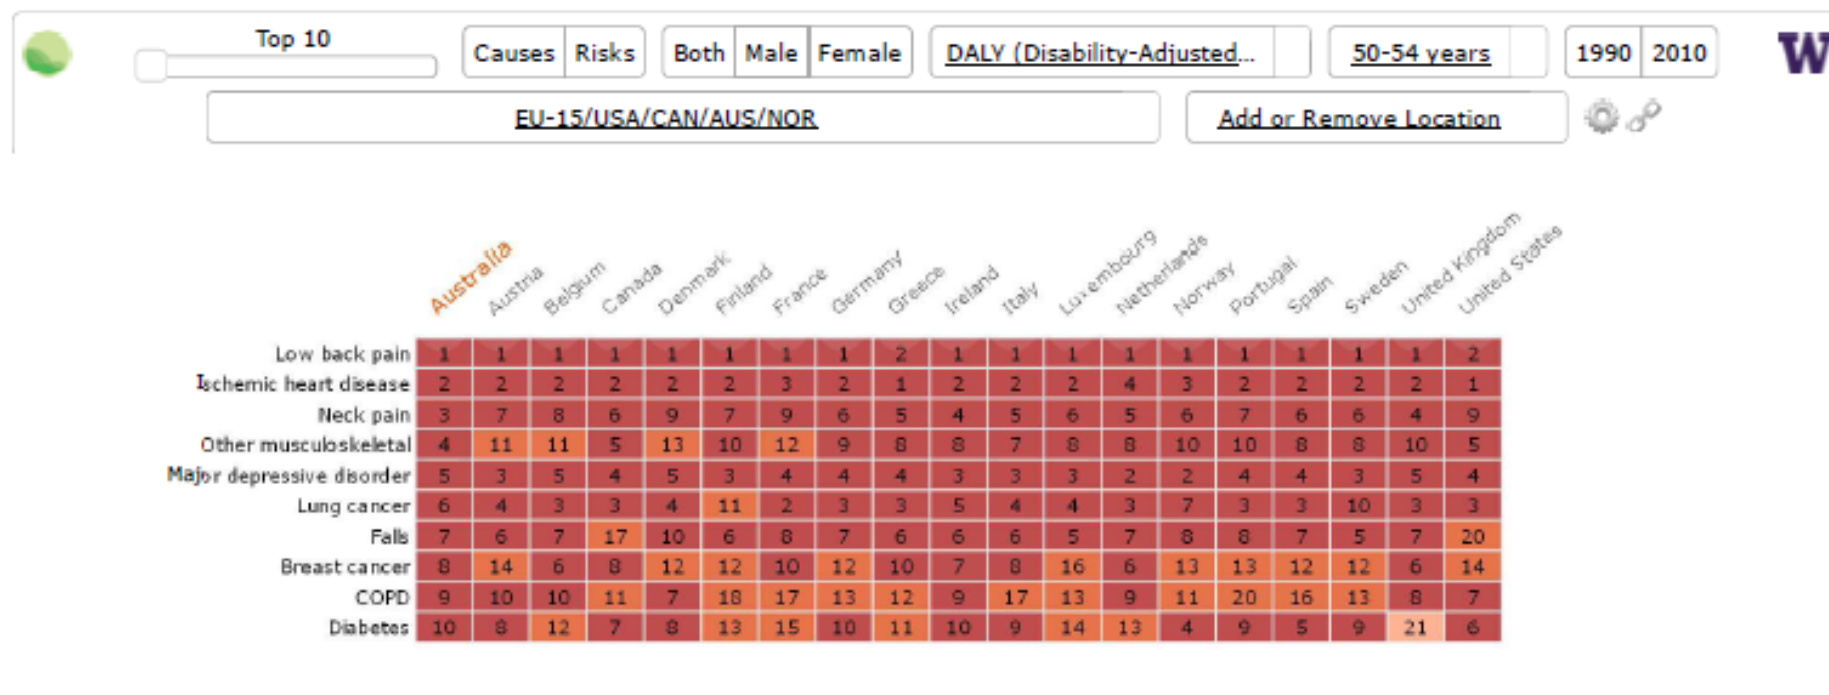 Top 10 Causes Risks Both Male Female DALY (Disability-Adjusted... 50-54 years 1990 2010 W
EU-15/USA/CAN/AUS/NOR Add or Remove Location
Australia Austria Belgium Canada Denmark Finland France Germany Greece Ireland Italy Luxembourg Netherlands Norway Portugal Spain Sweden United Kingdom United States
Low back pain 1 1 1 1 1 1 1 1 2 1 1 1 1 1 1 1 1 1 2
Ischemic heart disease 2 2 2 2 2 2 3 2 1 2 2 2 4 3 2 2 2 2 1
Neck pain 3 7 8 6 9 7 9 6 5 4 5 6 5 6 7 6 6 4 9
Other musculoskeletal 4 11 11 5 13 10 12 9 8 8 7 8 8 10 10 8 8 10 5
Major depressive disorder 5 3 5 4 5 3 4 4 4 3 3 3 2 2 4 4 3 5 4
Lung cancer 6 4 3 3 4 11 2 3 3 5 4 4 3 7 3 3 10 3 3
Falls 7 6 7 17 10 6 8 7 6 6 6 5 7 8 8 7 5 7 20
Breast cancer 8 14 6 8 12 12 10 12 10 7 8 16 6 13 13 12 12 6 14
COPD 9 10 10 11 7 18 17 13 12 9 17 13 9 11 20 16 13 8 7
Diabetes 10 8 12 7 8 13 15 10 11 10 9 14 13 4 9 5 9 21 6